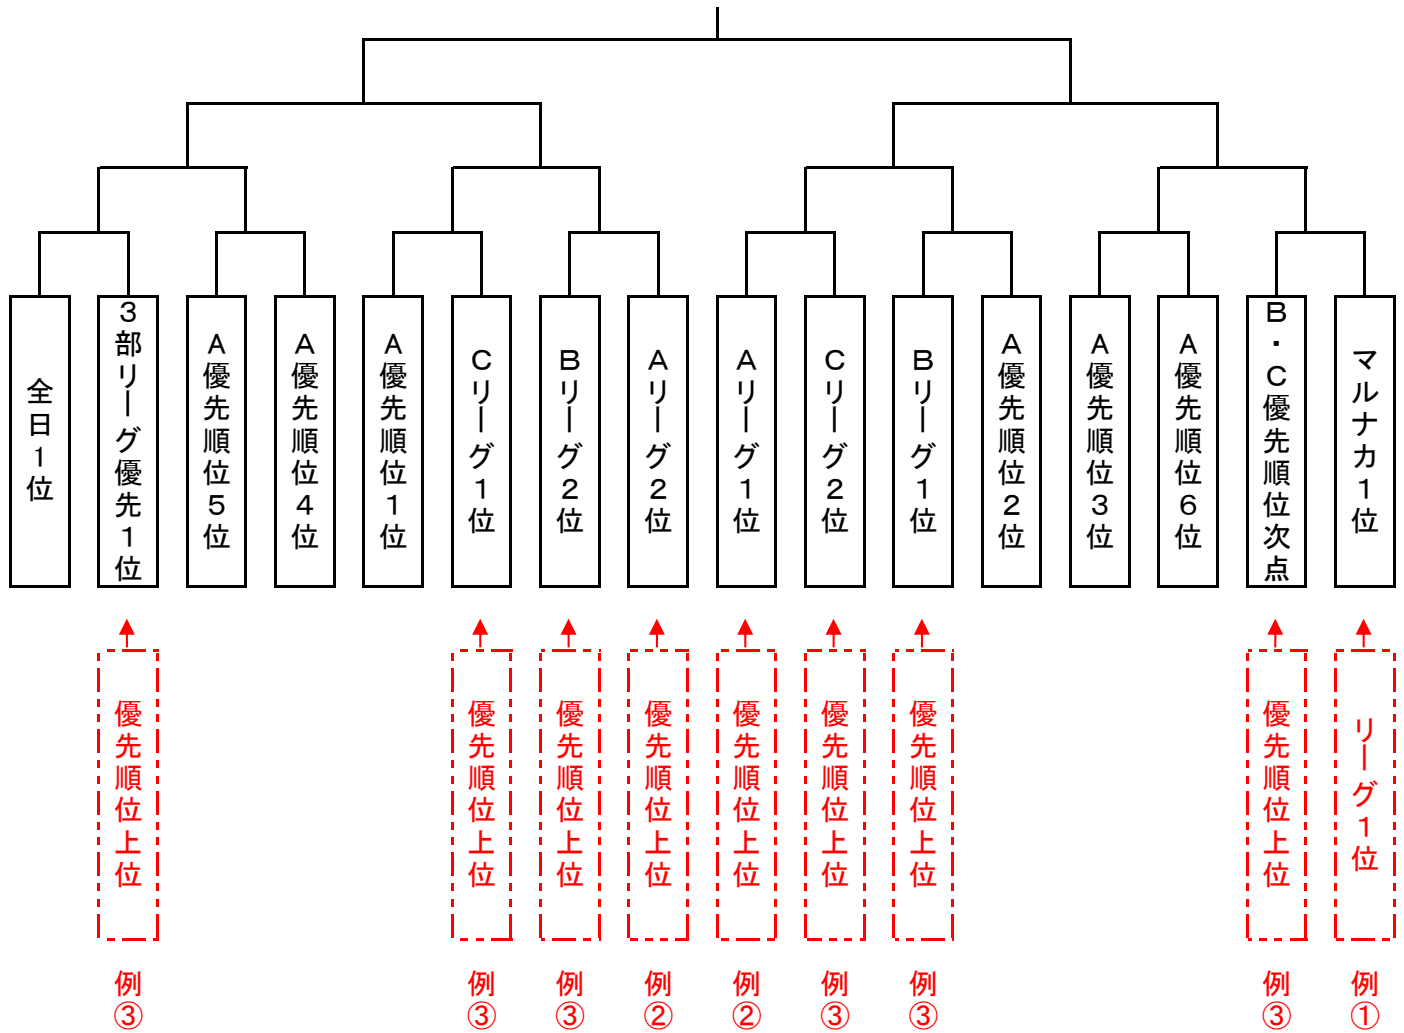 全日１位
３部リーグ優先１位
Ａ優先順位５位
Ａ優先順位４位
Ａ優先順位１位
Ｃリーグ１位
Ｂリーグ２位
Ａリーグ２位
Ａリーグ１位
Ｃリーグ２位
Ｂリーグ１位
Ａ優先順位２位
Ａ優先順位３位
Ａ優先順位６位
Ｂ・Ｃ優先順位次点
マルナカ１位
優先順位上位
優先順位上位
優先順位上位
優先順位上位
優先順位上位
優先順位上位
優先順位上位
優先順位上位
リーグ１位
例③
例③
例③
例②
例②
例③
例③
例③
例①